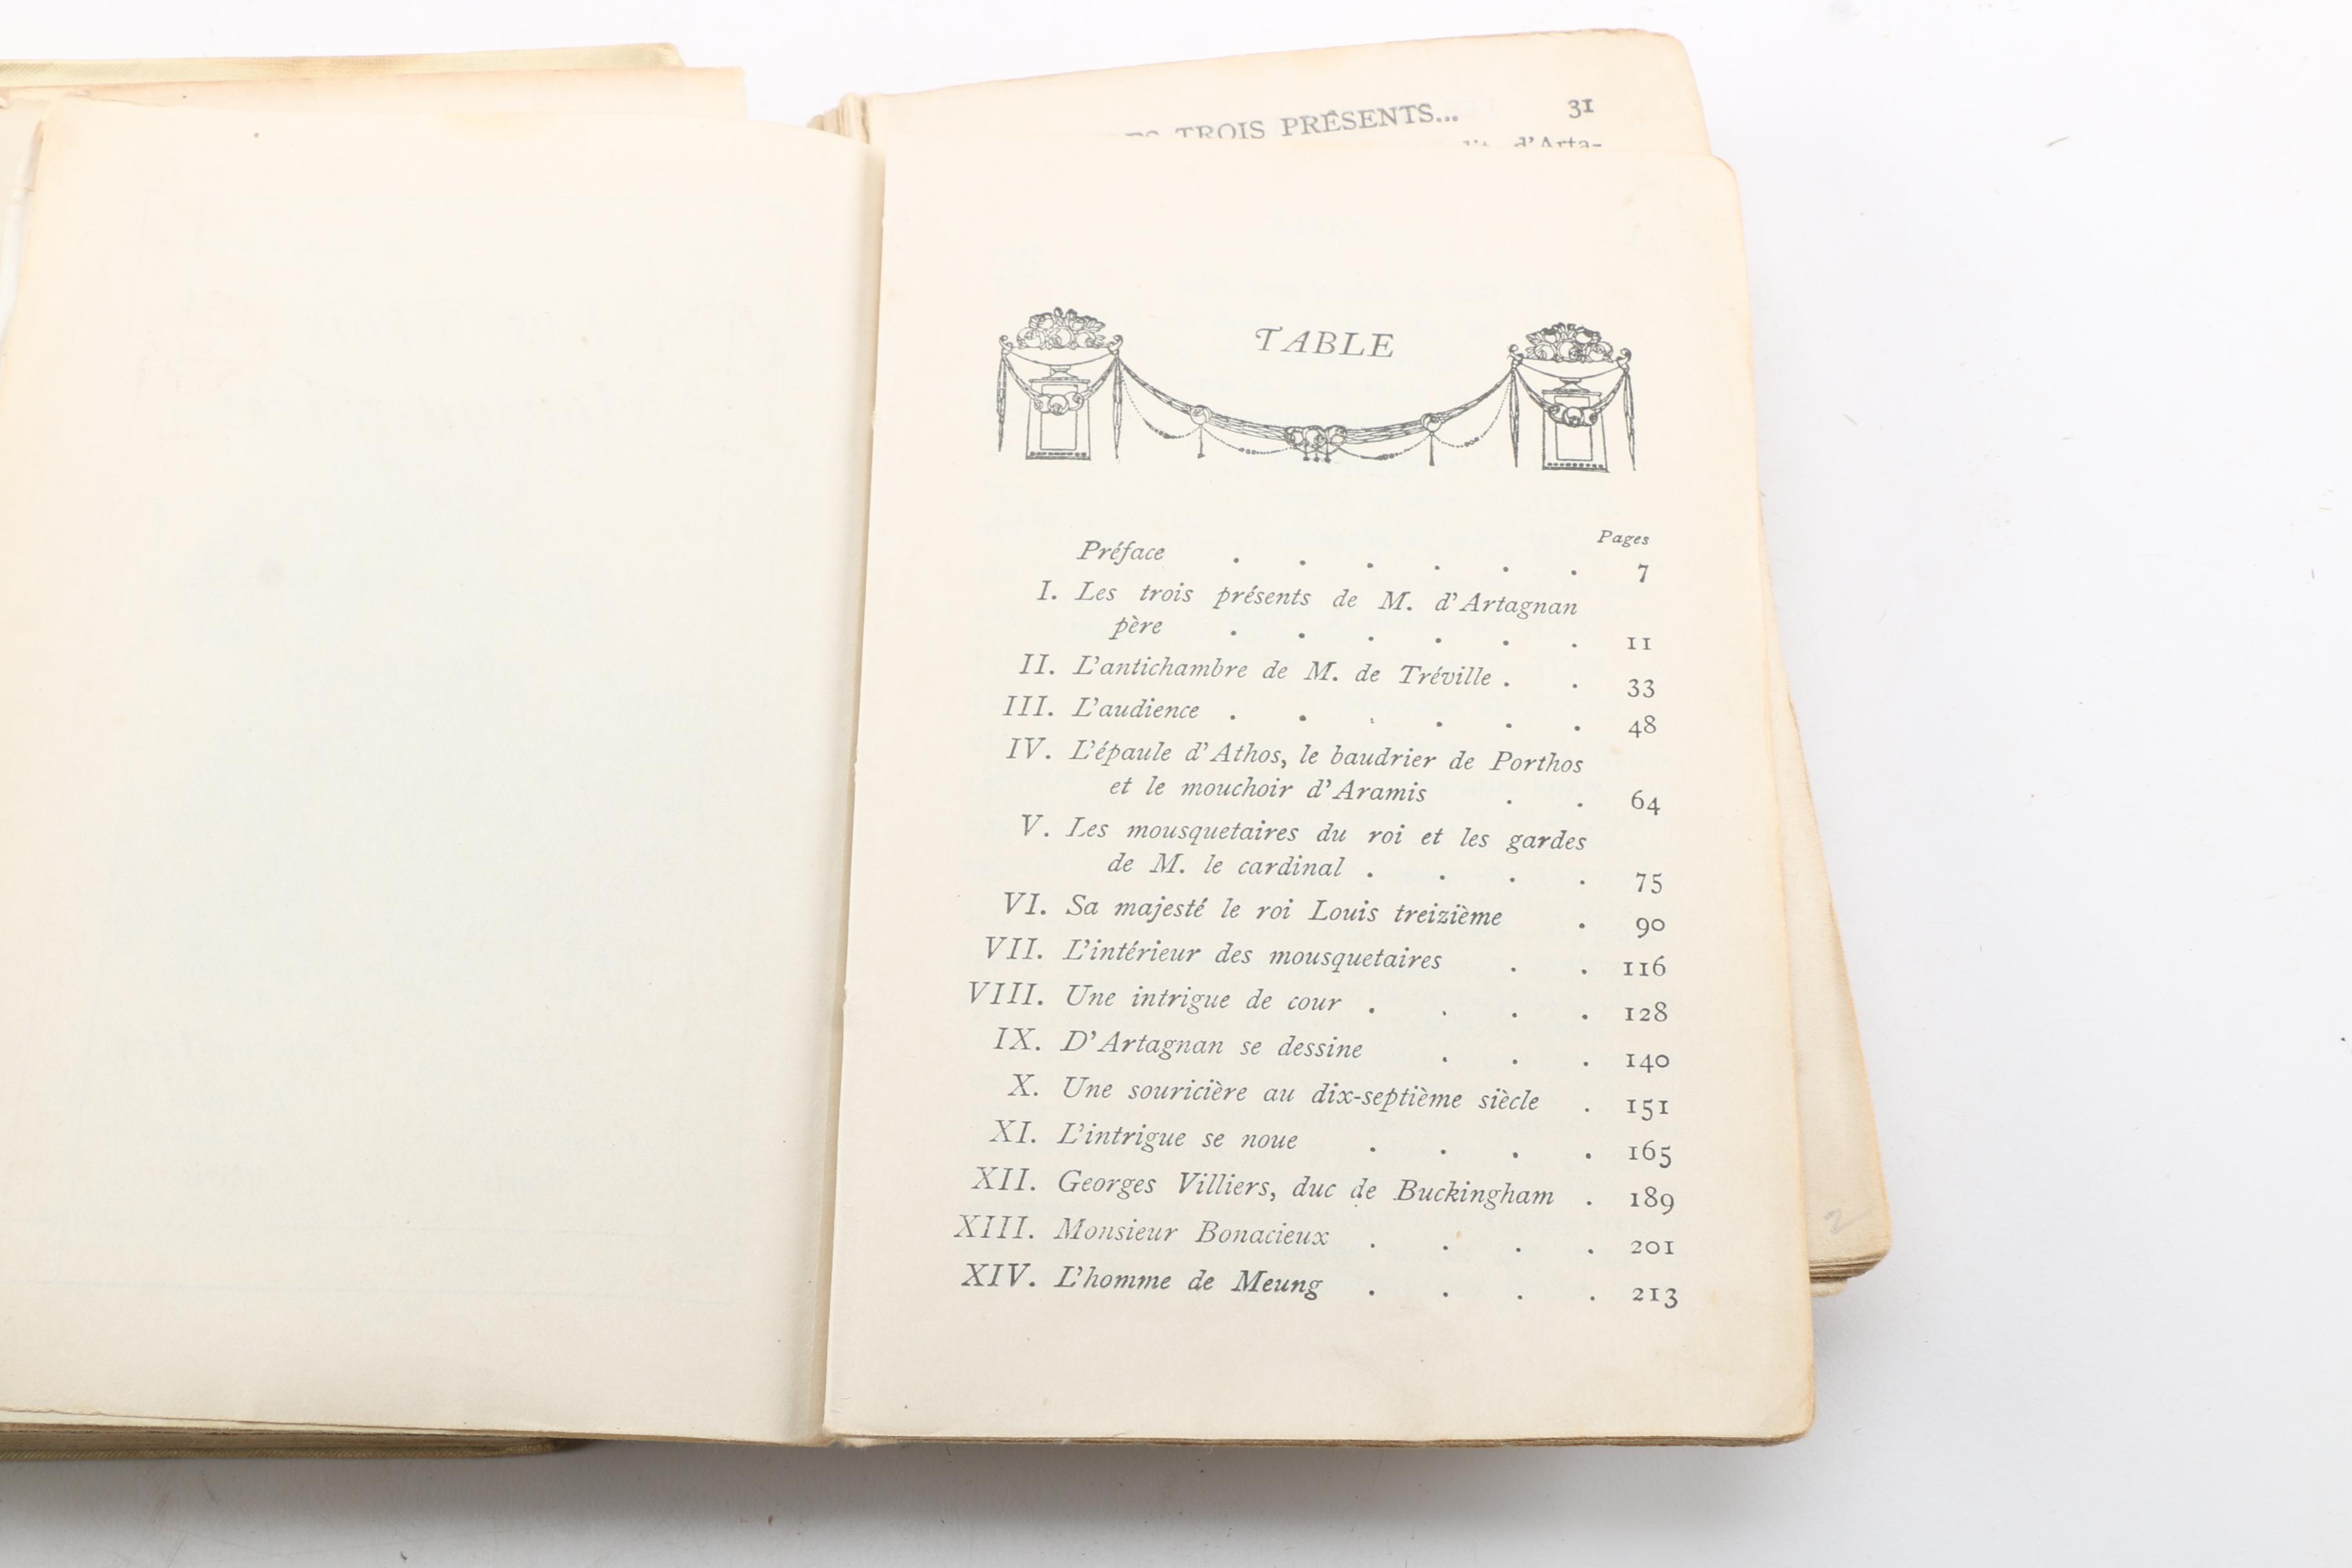 TROIS PRÉSENTS... 31
d'Arta-
TABLE
Pages
Préface . . . . . . 7
I. Les trois présents de M. d'Artagnan
père . . . . . . 11
II. L'antichambre de M. de Tréville . . 33
III. L'audience . . . . . . 48
IV. L'épaule d'Athos, le baudrier de Porthos
et le mouchoir d'Aramis . . 64
V. Les mousquetaires du roi et les gardes
de M. le cardinal . . . . 75
VI. Sa majesté le roi Louis treizième . 90
VII. L'intérieur des mousquetaires . . 116
VIII. Une intrigue de cour . . . . 128
IX. D'Artagnan se dessine . . . 140
X. Une souricière au dix-septième siècle . 151
XI. L'intrigue se noue . . . . 165
XII. Georges Villiers, duc de Buckingham . 189
XIII. Monsieur Bonacieux . . . . 201
XIV. L'homme de Meung . . . . 213
2